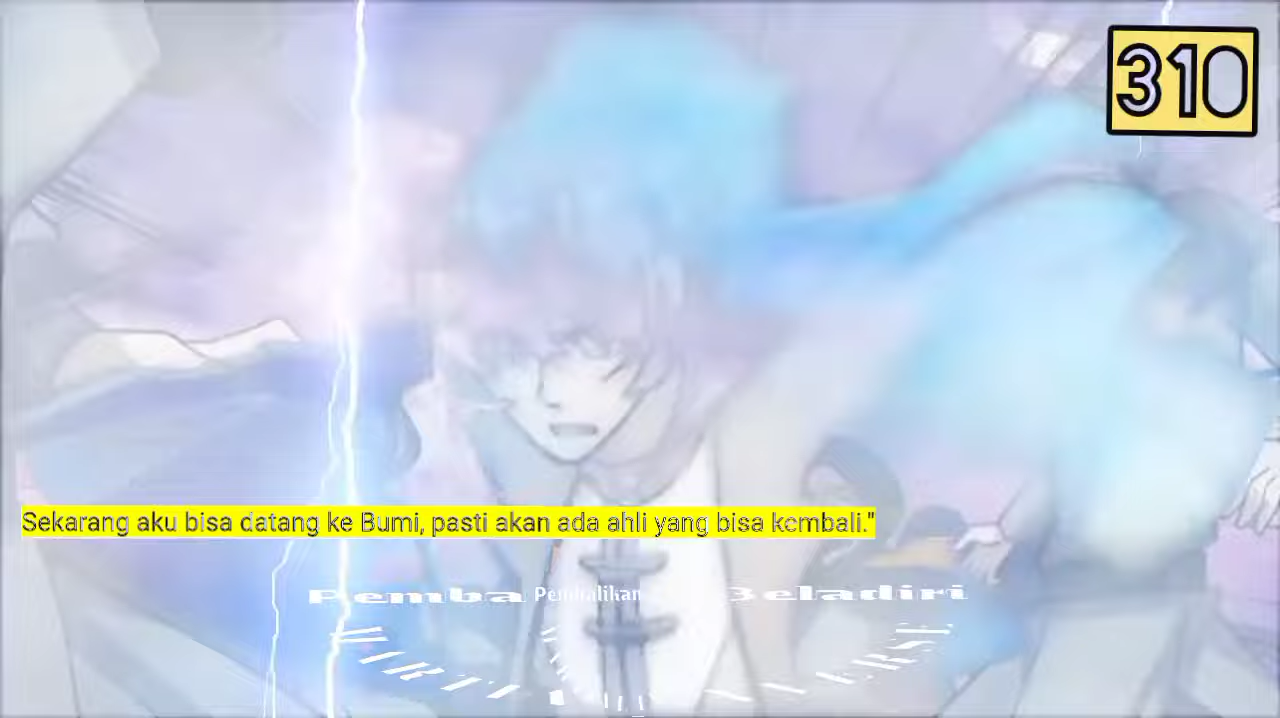 310
Sekarang aku bisa datang ke Bumi, pasti akan ada ahli yang bisa kembali."
Pemba Pembalikan Beladiri